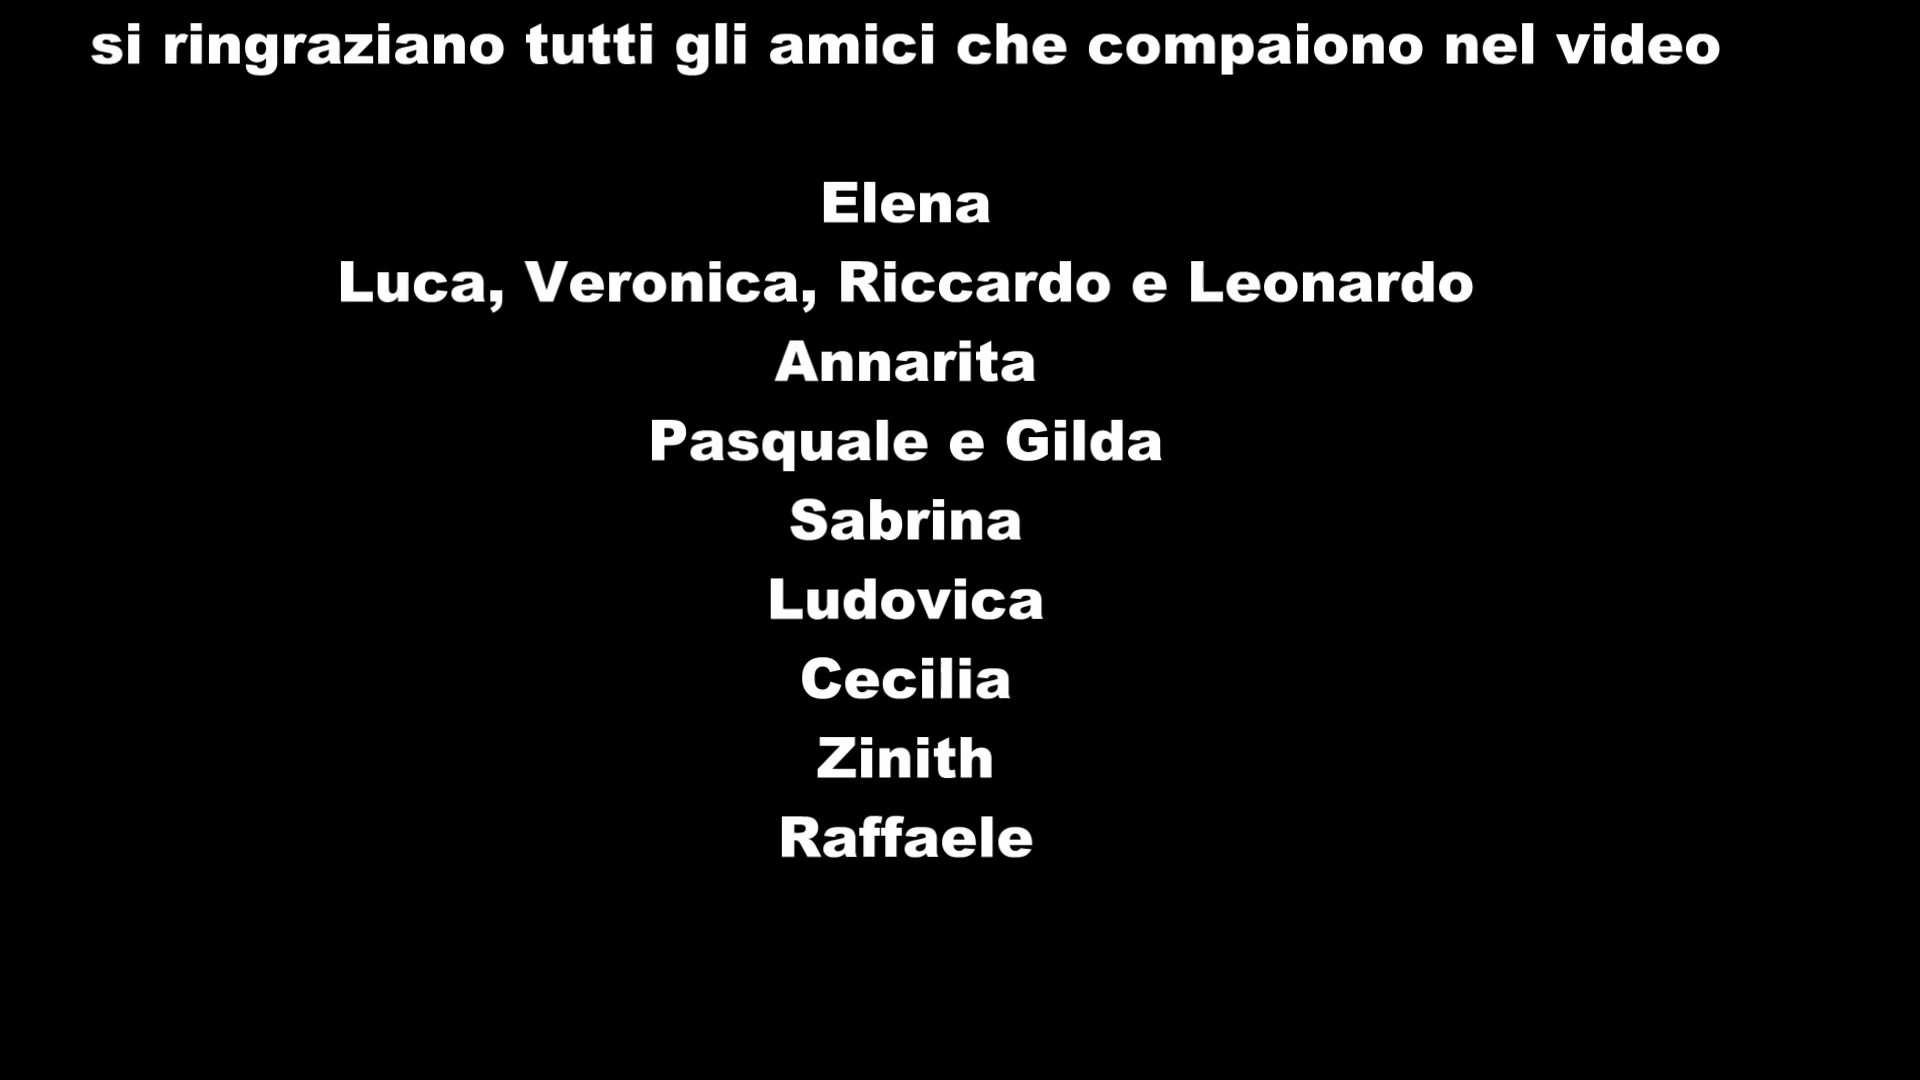 si ringraziano tutti gli amici che compaiono nel video
Elena
Luca, Veronica, Riccardo e Leonardo
Annarita
Pasquale e Gilda
Sabrina
Ludovica
Cecilia
Zinith
Raffaele